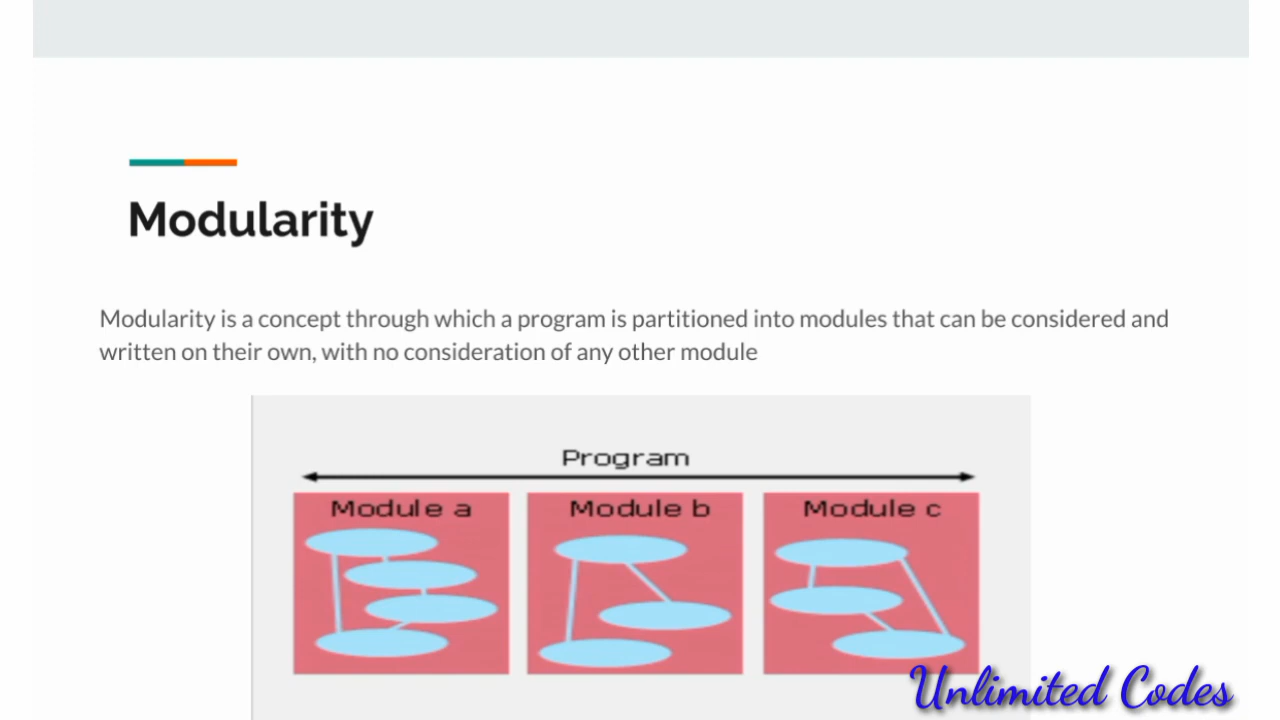 Modularity
Modularity is a concept through which a program is partitioned into modules that can be considered and
written on their own, with no consideration of any other module
Program
Module a
Module b
Module c
Unlimited Codes